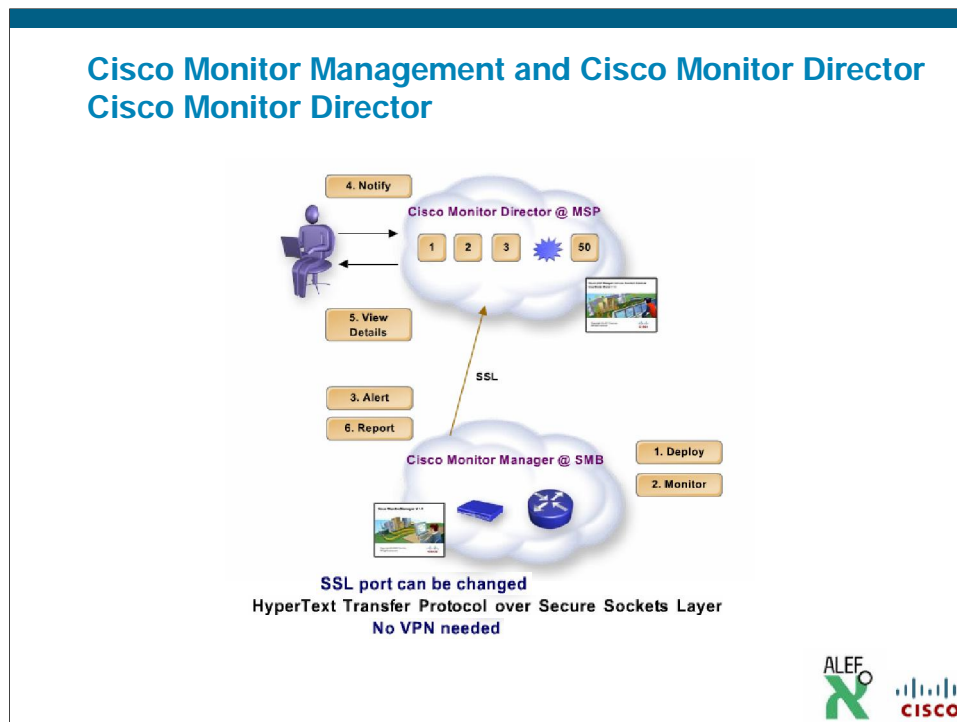 Cisco Monitor Management and Cisco Monitor Director
Cisco Monitor Director
4. Notify
Cisco Monitor Director @ MSP
1
2
3
50
5. View
Details
SSL
3. Alert
6. Report
Cisco Monitor Manager @ SMB
1. Deploy
2. Monitor
SSL port can be changed
HyperText Transfer Protocol over Secure Sockets Layer
No VPN needed
ALEF
CISCO